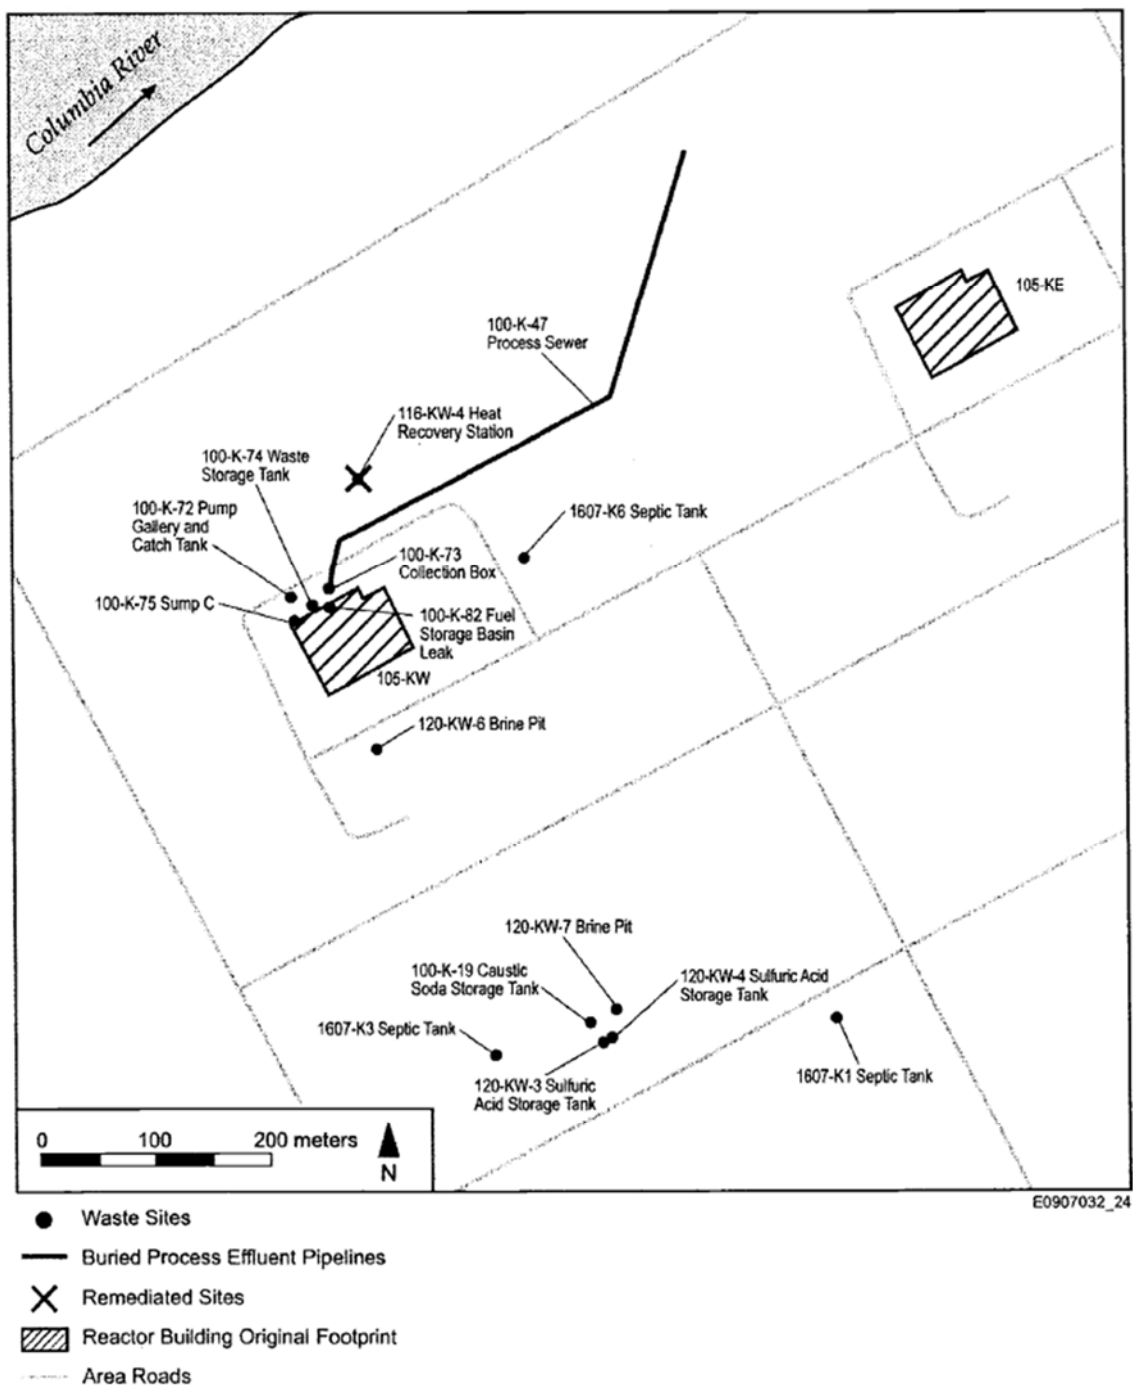 Columbia River
105-KE
100-K-47
Process Sewer
116-KW-4 Heat
Recovery Station
100-K-74 Waste
Storage Tank
100-K-72 Pump
Gallery and
Catch Tank
1607-K6 Septic Tank
100-K-73
Collection Box
100-K-75 Sump C
100-K-82 Fuel
Storage Basin
Leak
105-KW
120-KW-6 Brine Pit
120-KW-7 Brine Pit
100-K-19 Caustic
Soda Storage Tank
120-KW-4 Sulfuric Acid
Storage Tank
1607-K3 Septic Tank
120-KW-3 Sulfuric
Acid Storage Tank
1607-K1 Septic Tank
0 100 200 meters
N
E0907032_24
Waste Sites
Buried Process Effluent Pipelines
Remediated Sites
Reactor Building Original Footprint
Area Roads